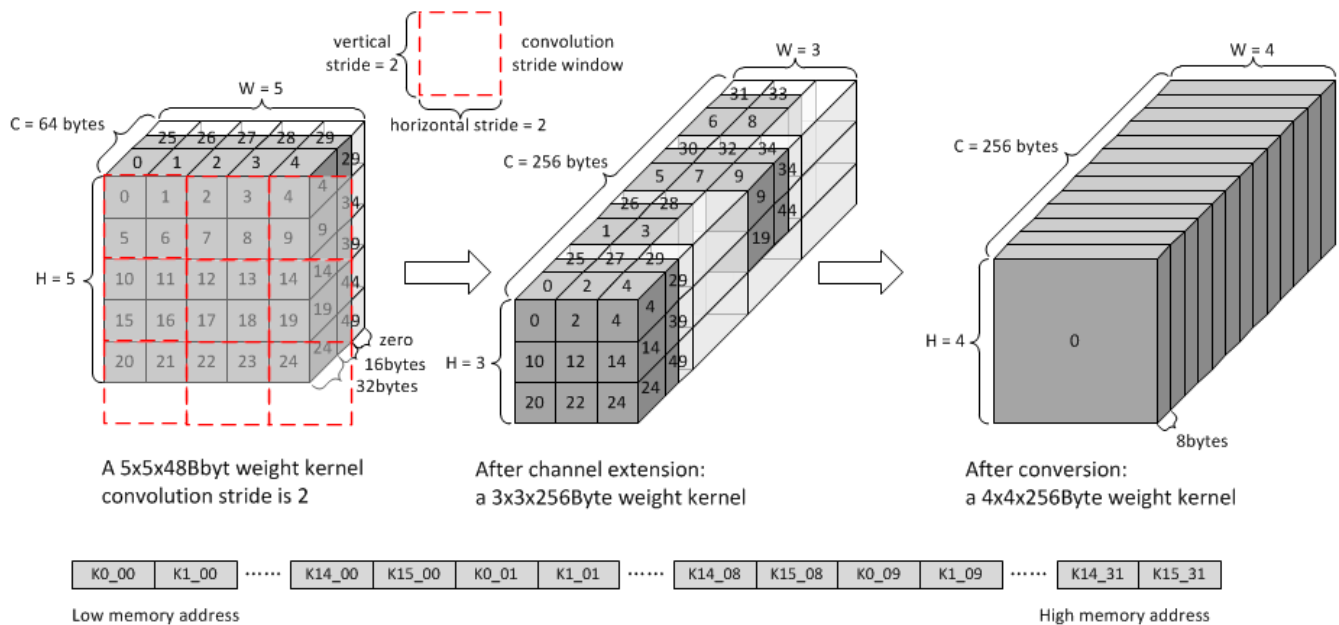 vertical
stride = 2
convolution
stride window
horizontal stride = 2
W = 5
C = 64 bytes
25 26 27 28 29
0 1 2 3 4 29
0 1 2 3 4 4 34
5 6 7 8 9 9 39
H = 5
10 11 12 13 14 14 44
15 16 17 18 19 19 49
20 21 22 23 24 24
zero
16bytes
32bytes
A 5x5x48Bbyt weight kernel
convolution stride is 2
W = 3
C = 256 bytes
31 33
6 8
30 32 34
5 7 9 34
26 28 9 44
1 3 19
25 27 29
0 2 4 29
0 2 4 4 39
H = 3
10 12 14 14 49
20 22 24 24
After channel extension:
a 3x3x256Byte weight kernel
W = 4
C = 256 bytes
H = 4
0
8bytes
After conversion:
a 4x4x256Byte weight kernel
K0_00 K1_00 ...... K14_00 K15_00 K0_01 K1_01 ...... K14_08 K15_08 K0_09 K1_09 ...... K14_31 K15_31
Low memory address
High memory address